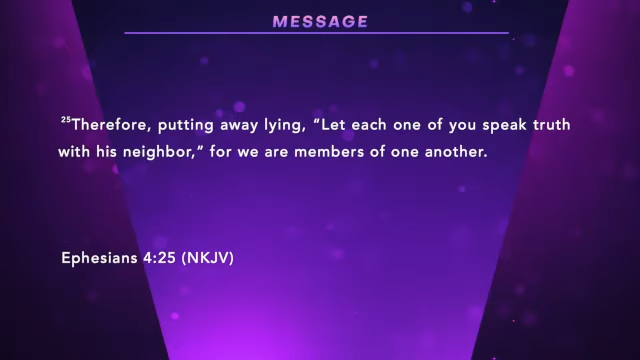 MESSAGE
²⁵Therefore, putting away lying, “Let each one of you speak truth
with his neighbor,” for we are members of one another.
Ephesians 4:25 (NKJV)